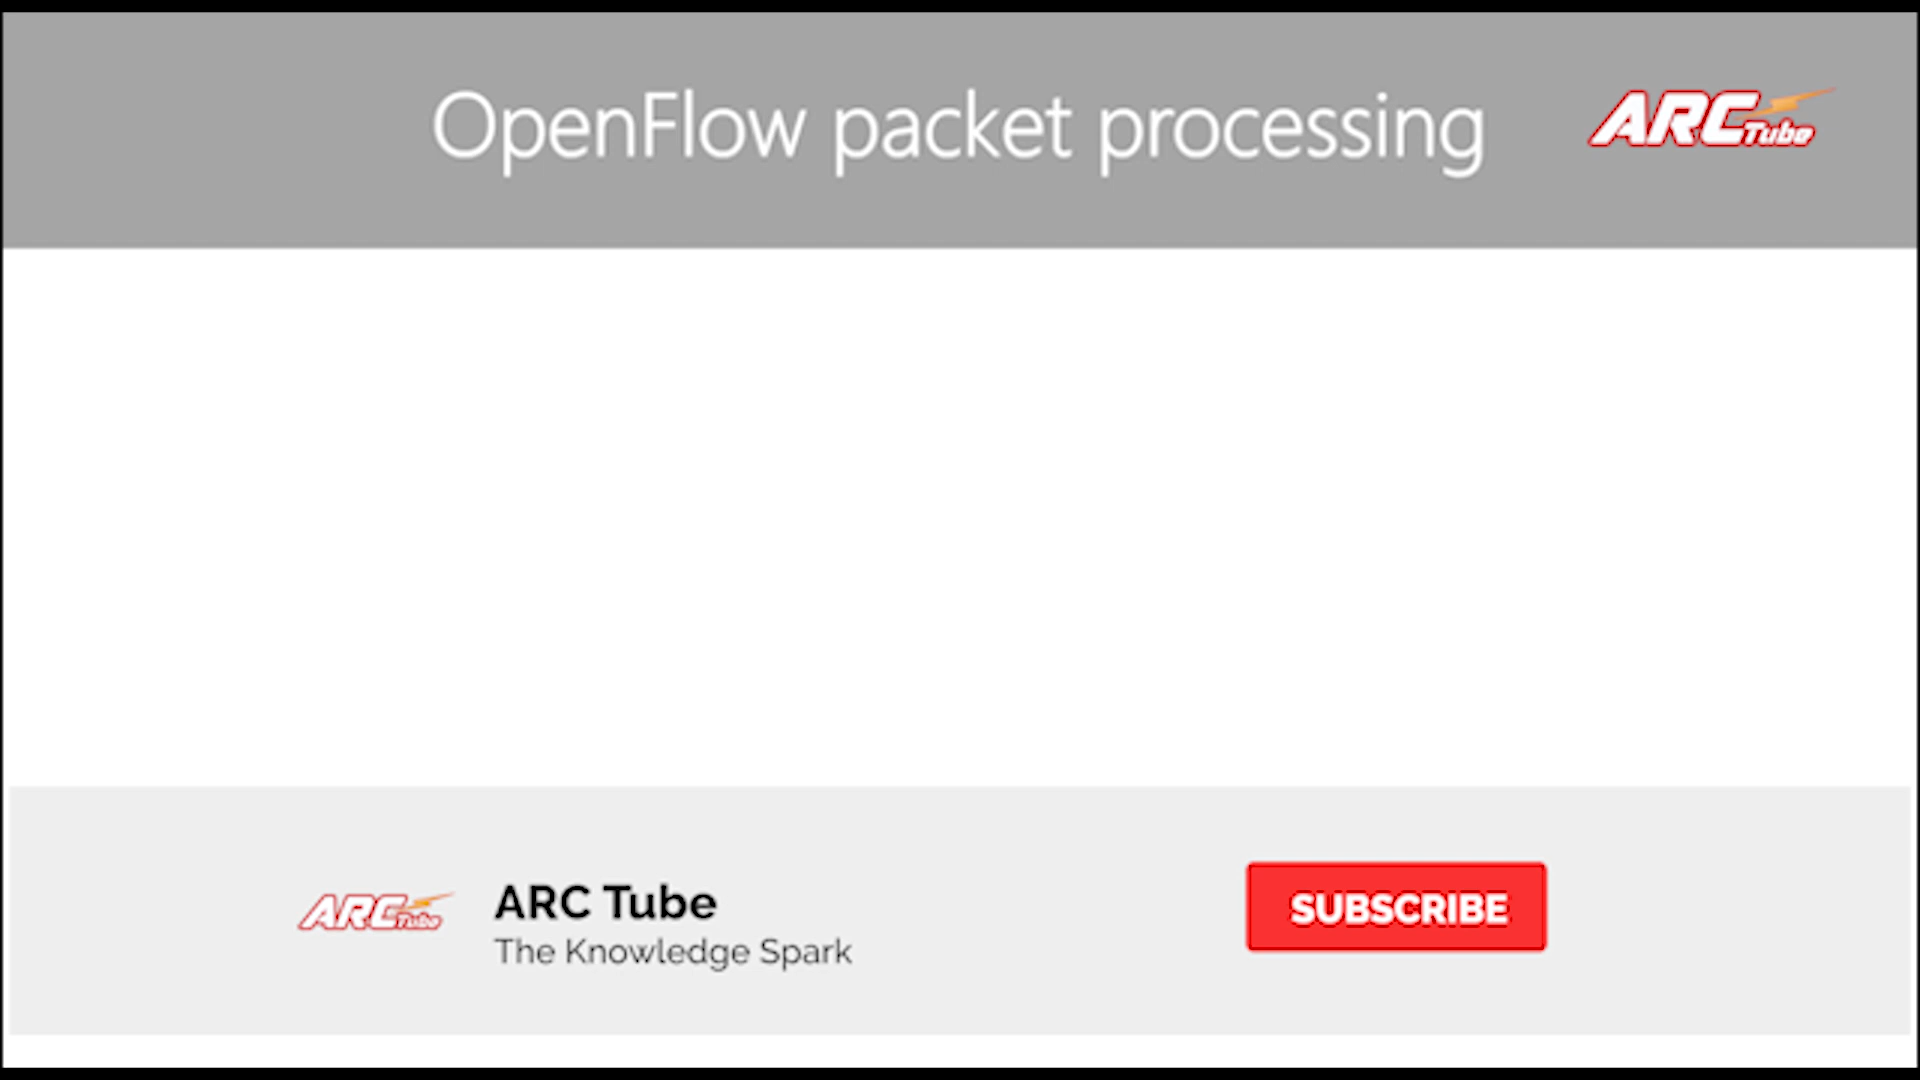 OpenFlow packet processing
ARC Tube
ARC Tube
ARC Tube
The Knowledge Spark
SUBSCRIBE